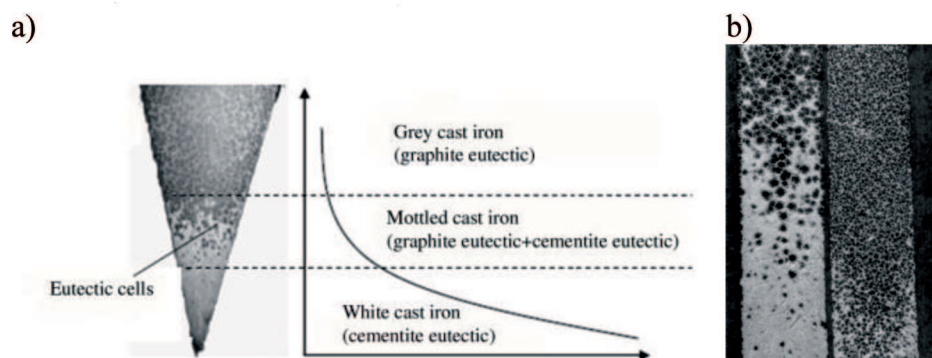 a)
b)
Grey cast iron
(graphite eutectic)
Mottled cast iron
(graphite eutectic+cementite eutectic)
Eutectic cells
White cast iron
(cementite eutectic)